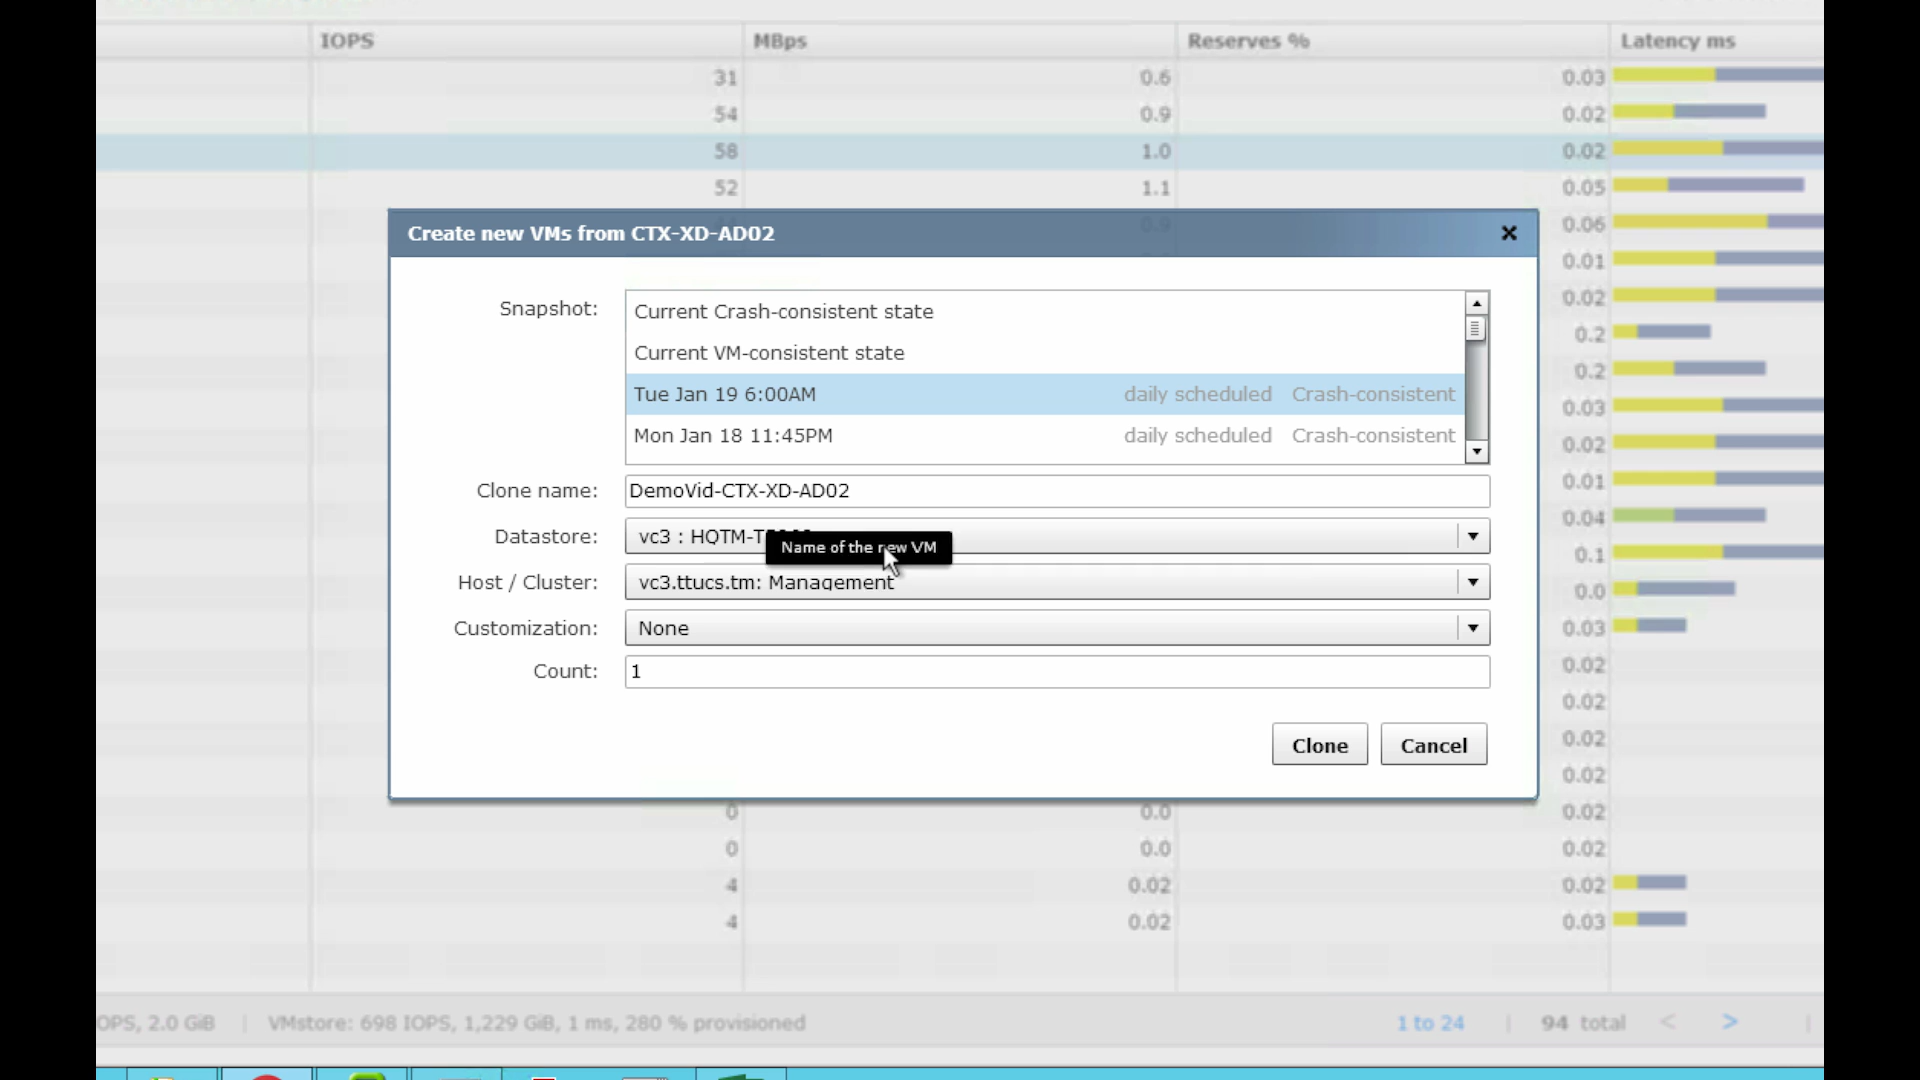 IOPS MBps Reserves % Latency ms
31 0.6 0.03
54 0.9 0.02
58 1.0 0.02
52 1.1 0.05
0.9 0.06
Create new VMs from CTX-XD-AD02
0.01
Snapshot: Current Crash-consistent state 0.02
Current VM-consistent state 0.2
0.2
Tue Jan 19 6:00AM daily scheduled Crash-consistent 0.03
Mon Jan 18 11:45PM daily scheduled Crash-consistent 0.02
Clone name: DemoVid-CTX-XD-AD02 0.01
0.04
Datastore: vc3 : HQTM-
Name of the new VM 0.1
Host / Cluster: vc3.ttucs.tm: Management 0.0
Customization: None 0.03
Count: 1 0.02
0.02
Clone Cancel 0.02
0.02
0 0.0 0.02
0 0.0 0.02
4 0.02 0.02
4 0.02 0.03
OPS, 2.0 GiB | VMstore: 698 IOPS, 1,229 GiB, 1 ms, 280 % provisioned 1 to 24 | 94 total < > |